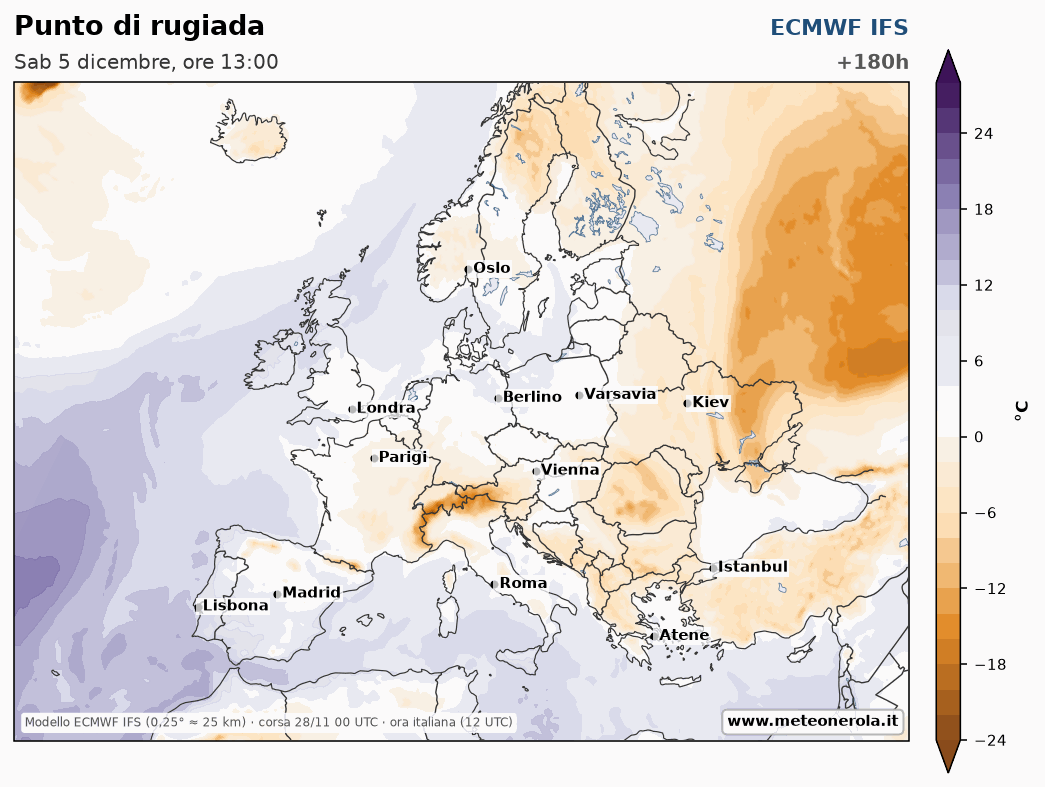 Punto di rugiada
ECMWF IFS
Sab 5 dicembre, ore 13:00
+180h
24
18
12
6
0
−6
−12
−18
−24
°C
Oslo
Berlino
Varsavia
Kiev
Londra
Parigi
Vienna
Istanbul
Roma
Madrid
Lisbona
Atene
Modello ECMWF IFS (0,25° ≈ 25 km) · corsa 28/11 00 UTC · ora italiana (12 UTC)
www.meteonerola.it